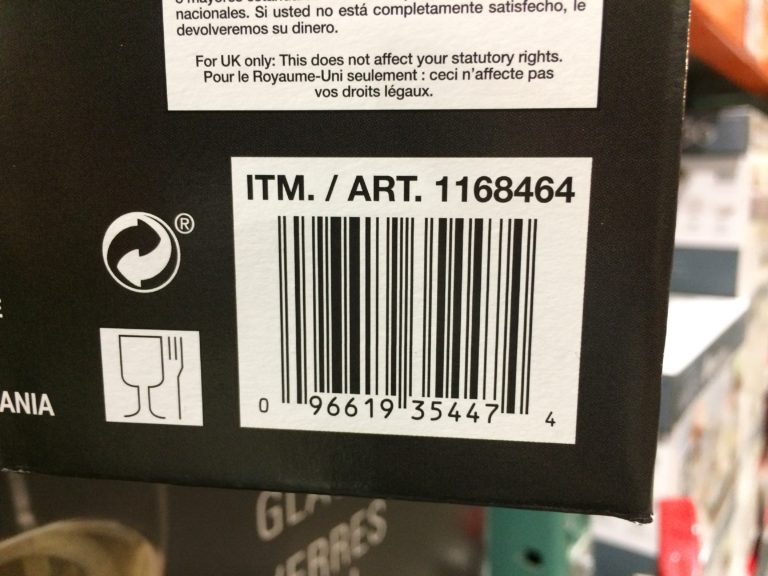 nacionales. Si usted no está completamente satisfecho, le
devolveremos su dinero.
For UK only: This does not affect your statutory rights.
Pour le Royaume-Uni seulement : ceci n'affecte pas
vos droits légaux.
ITM. / ART. 1168464
®
ANIA
0 96619 35447 4